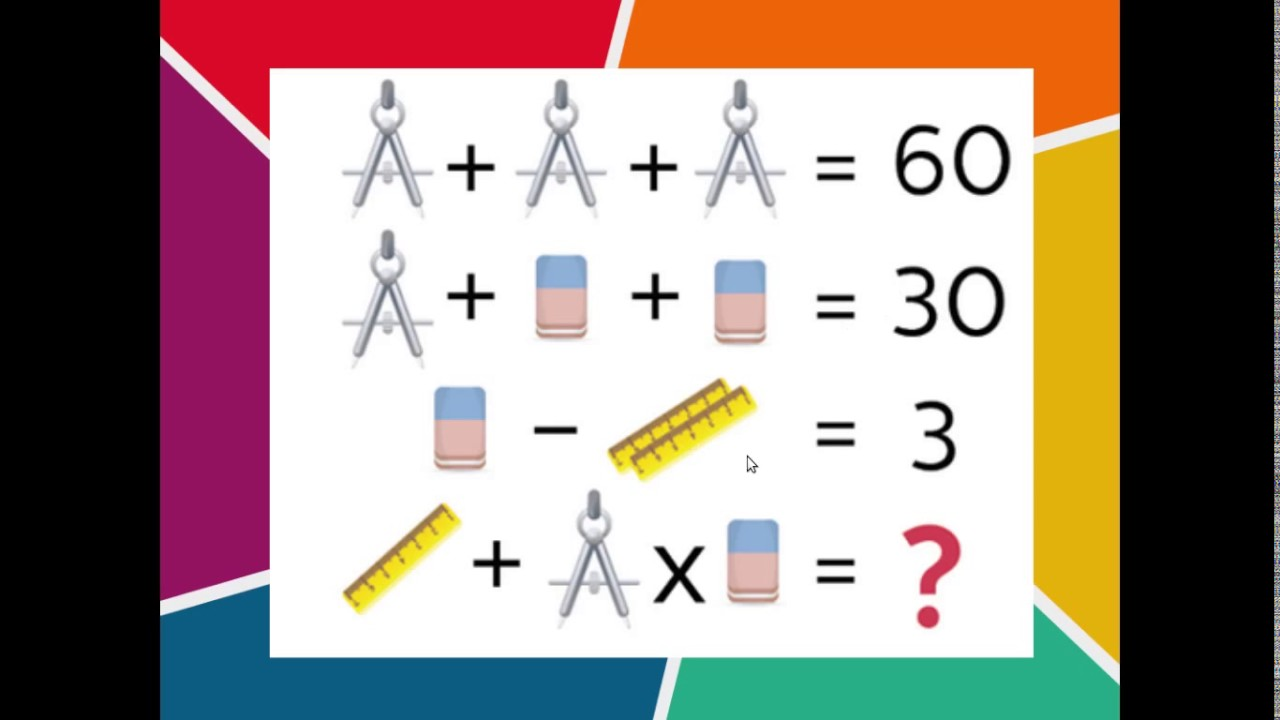 + + = 60
+ + = 30
− = 3
+ x = ?